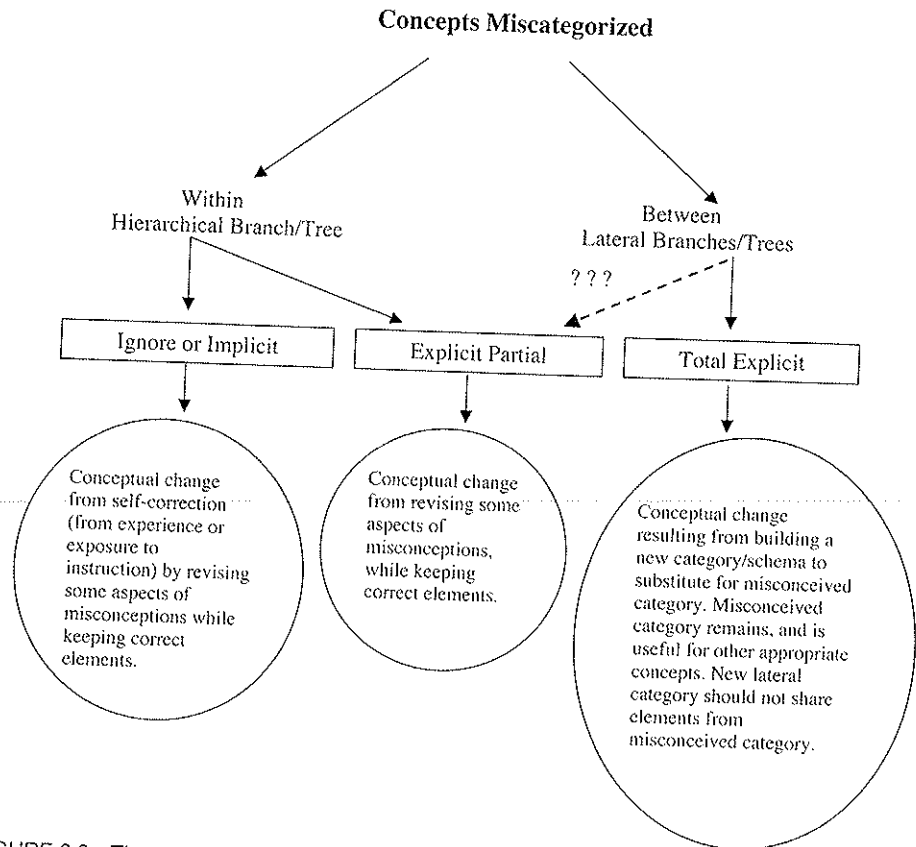 Concepts Miscategorized
Within
Hierarchical Branch/Tree
Between
Lateral Branches/Trees
? ? ?
Ignore or Implicit
Explicit Partial
Total Explicit
Conceptual change
from self-correction
(from experience or
exposure to
instruction) by revising
some aspects of
misconceptions while
keeping correct
elements.
Conceptual change
from revising some
aspects of
misconceptions,
while keeping
correct elements.
Conceptual change
resulting from building a
new category/schema to
substitute for misconceived
category. Misconceived
category remains, and is
useful for other appropriate
concepts. New lateral
category should not share
elements from
misconceived category.